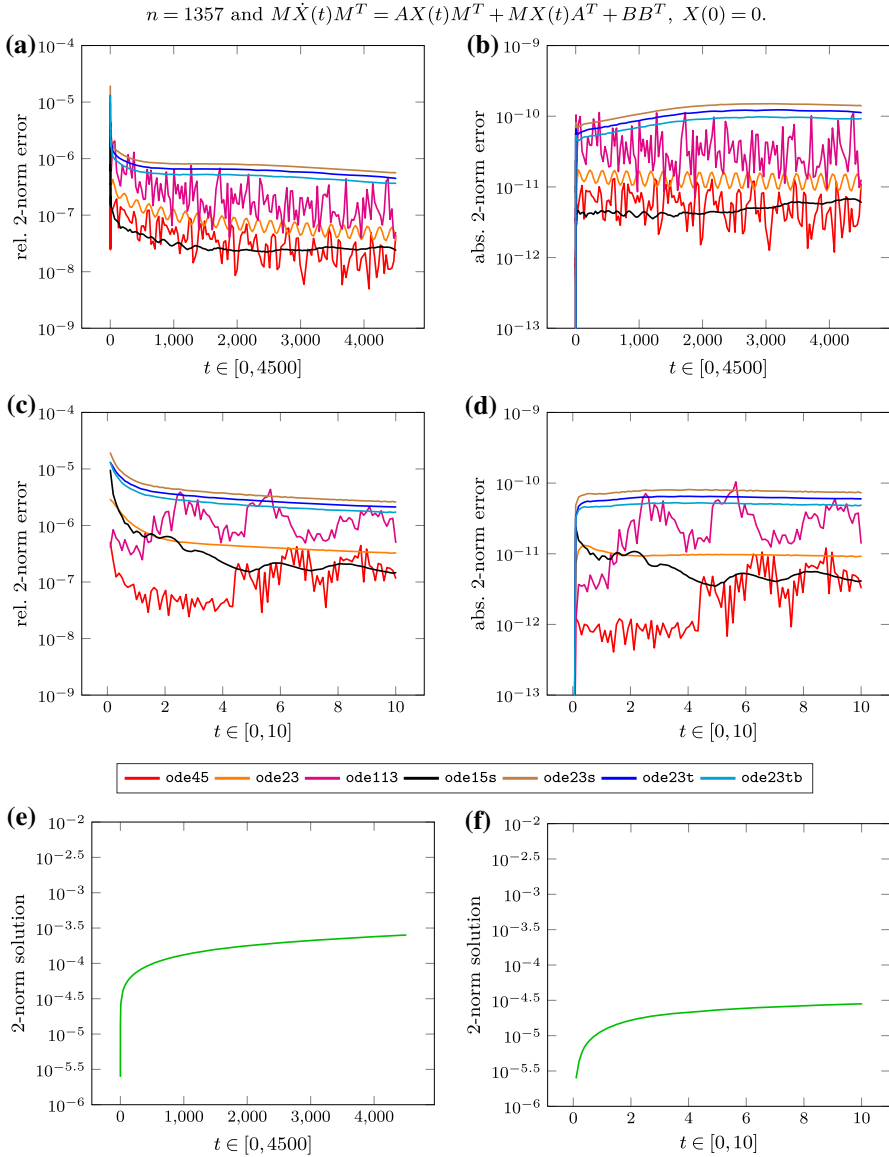 n = 1357 and MẊ(t)Mᵀ = AX(t)Mᵀ + MX(t)Aᵀ + BBᵀ, X(0) = 0.
(a)
10⁻⁴
10⁻⁵
10⁻⁶
10⁻⁷
10⁻⁸
10⁻⁹
rel. 2-norm error
0 1,000 2,000 3,000 4,000
t ∈ [0, 4500]
(b)
10⁻⁹
10⁻¹⁰
10⁻¹¹
10⁻¹²
10⁻¹³
abs. 2-norm error
0 1,000 2,000 3,000 4,000
t ∈ [0, 4500]
(c)
10⁻⁴
10⁻⁵
10⁻⁶
10⁻⁷
10⁻⁸
10⁻⁹
rel. 2-norm error
0 2 4 6 8 10
t ∈ [0, 10]
(d)
10⁻⁹
10⁻¹⁰
10⁻¹¹
10⁻¹²
10⁻¹³
abs. 2-norm error
0 2 4 6 8 10
t ∈ [0, 10]
ode45 ode23 ode113 ode15s ode23s ode23t ode23tb
(e)
10⁻²
10⁻²·⁵
10⁻³
10⁻³·⁵
10⁻⁴
10⁻⁴·⁵
10⁻⁵
10⁻⁵·⁵
10⁻⁶
2-norm solution
0 1,000 2,000 3,000 4,000
t ∈ [0, 4500]
(f)
10⁻²
10⁻²·⁵
10⁻³
10⁻³·⁵
10⁻⁴
10⁻⁴·⁵
10⁻⁵
10⁻⁵·⁵
10⁻⁶
2-norm solution
0 2 4 6 8 10
t ∈ [0, 10]